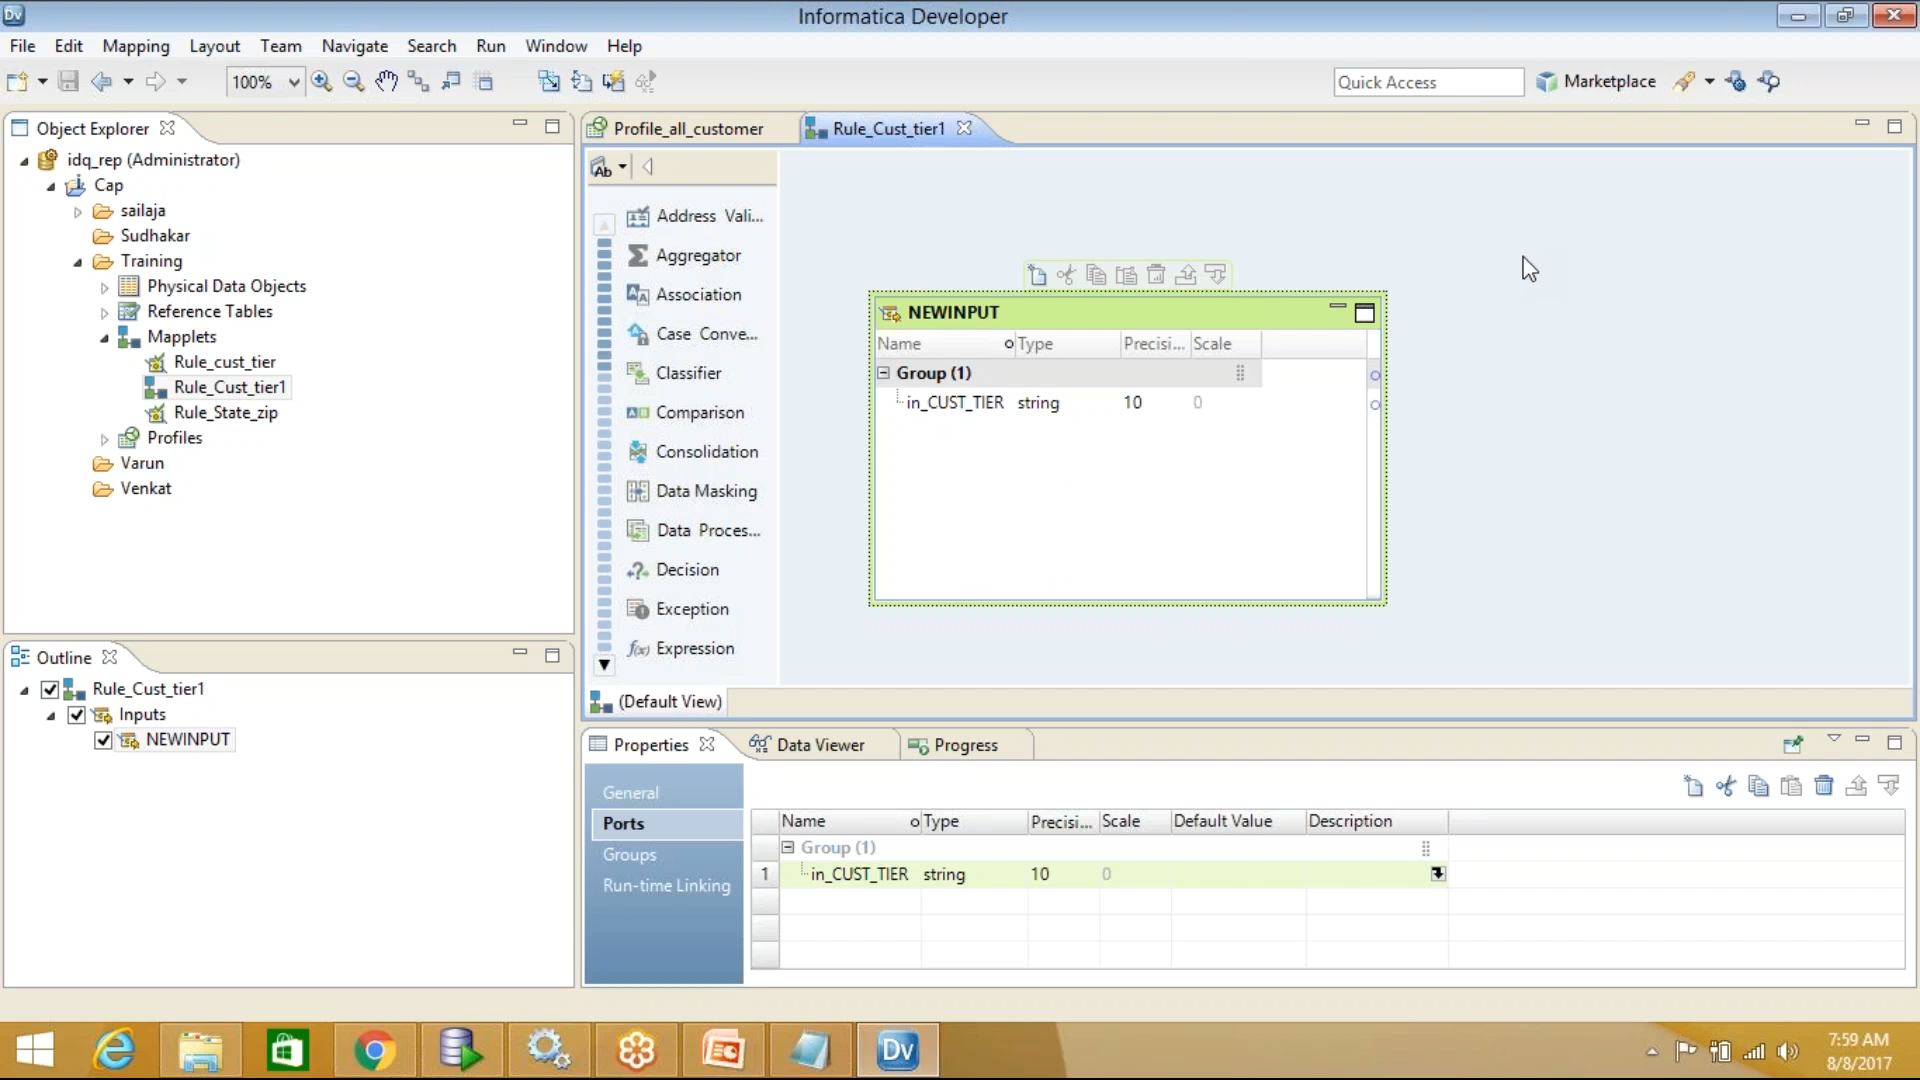 Dv
Informatica Developer
File Edit Mapping Layout Team Navigate Search Run Window Help
100%
Quick Access
Marketplace
Object Explorer
idq_rep (Administrator)
Cap
sailaja
Sudhakar
Training
Physical Data Objects
Reference Tables
Mapplets
Rule_cust_tier
Rule_Cust_tier1
Rule_State_zip
Profiles
Varun
Venkat
Outline
Rule_Cust_tier1
Inputs
NEWINPUT
Profile_all_customer
Rule_Cust_tier1
Ab
Address Vali...
Aggregator
Association
Case Conve...
Classifier
Comparison
Consolidation
Data Masking
Data Proces...
Decision
Exception
f(x) Expression
NEWINPUT
Name Type Precisi... Scale
Group (1)
in_CUST_TIER string 10 0
(Default View)
Properties Data Viewer Progress
General
Ports
Groups
Run-time Linking
Name Type Precisi... Scale Default Value Description
Group (1)
1 in_CUST_TIER string 10 0
Dv
7:59 AM
8/8/2017